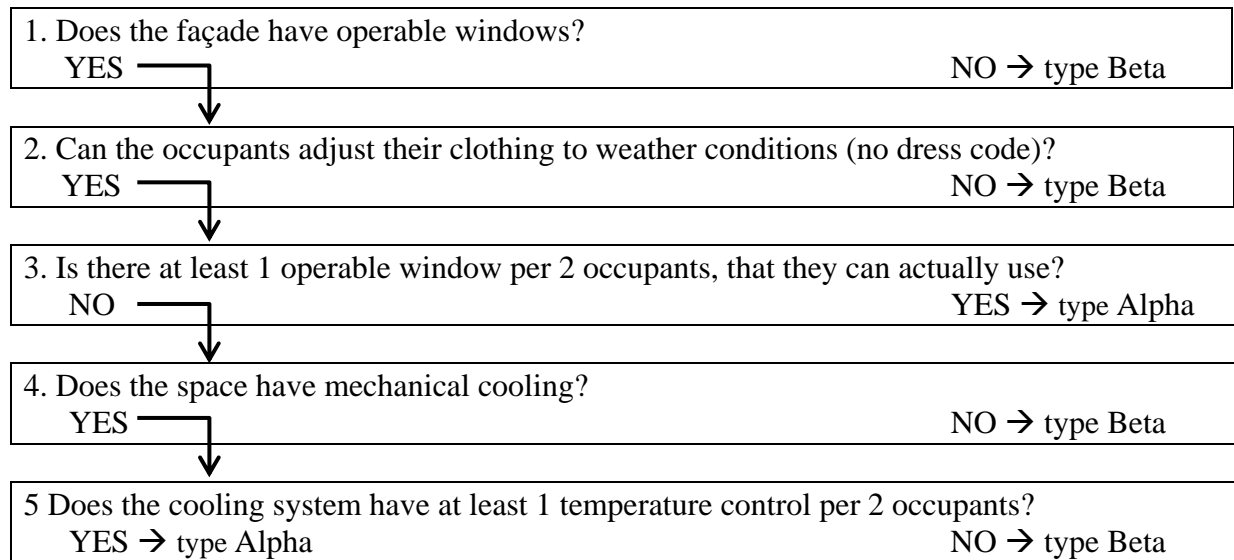 1. Does the façade have operable windows?
YES NO → type Beta
2. Can the occupants adjust their clothing to weather conditions (no dress code)?
YES NO → type Beta
3. Is there at least 1 operable window per 2 occupants, that they can actually use?
NO YES → type Alpha
4. Does the space have mechanical cooling?
YES NO → type Beta
5 Does the cooling system have at least 1 temperature control per 2 occupants?
YES → type Alpha NO → type Beta